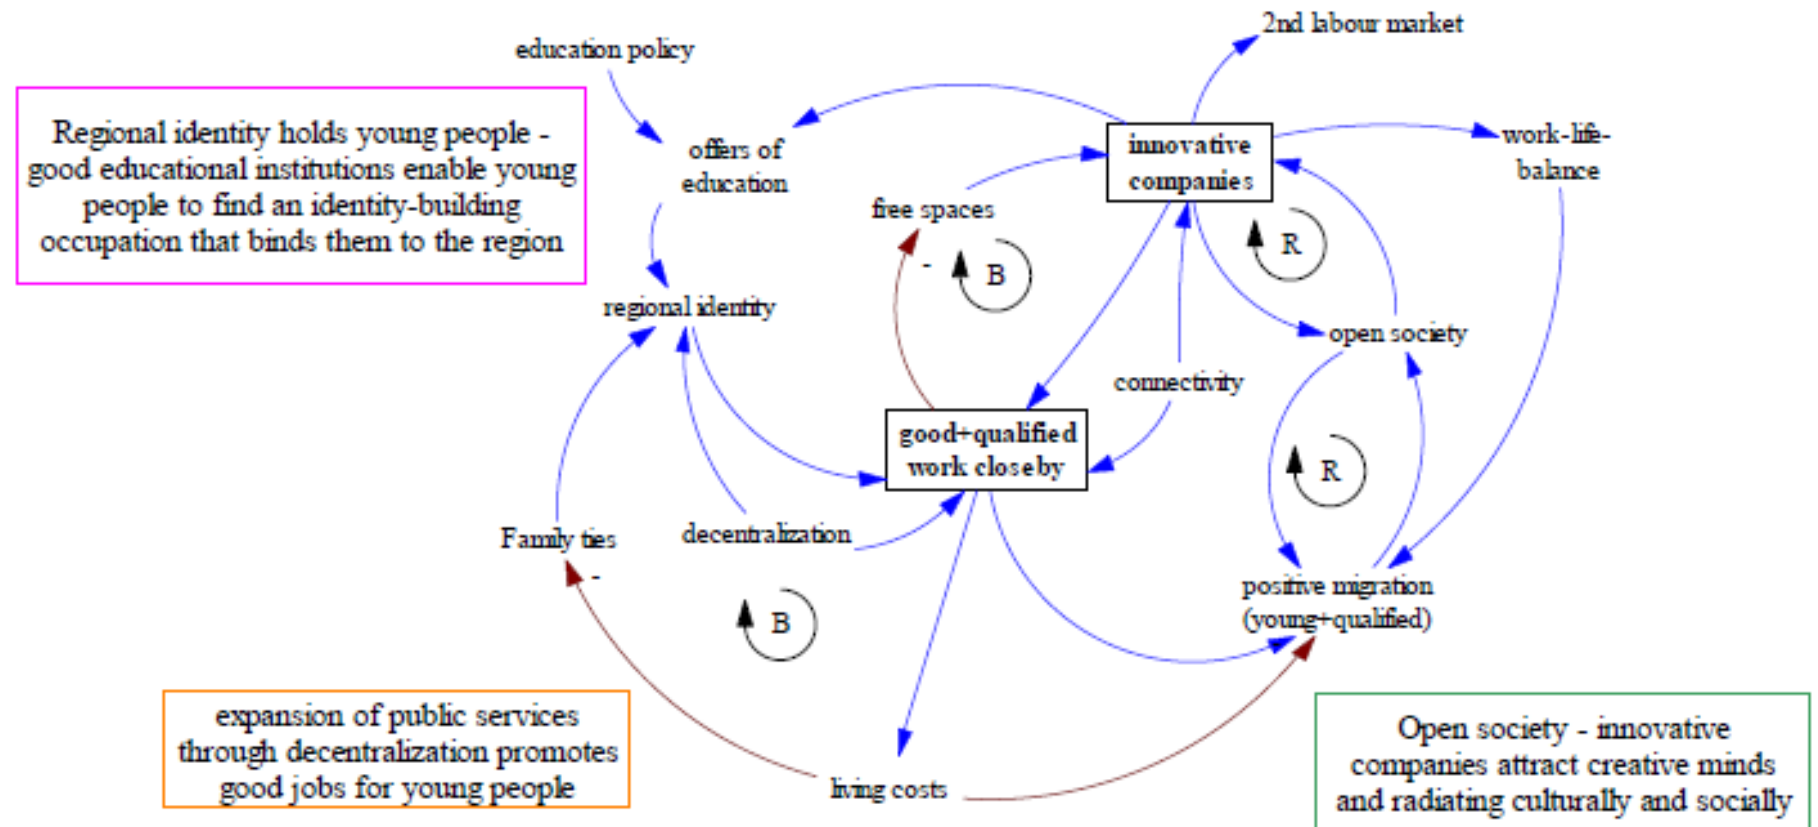 2nd labour market
education policy
Regional identity holds young people -
good educational institutions enable young
people to find an identity-building
occupation that binds them to the region
offers of
education
innovative
companies
work-life-
balance
free spaces
-
B
R
regional identity
open society
connectivity
good+qualified
work closeby
R
Family ties
-
decentralization
B
positive migration
(young+qualified)
expansion of public services
through decentralization promotes
good jobs for young people
living costs
Open society - innovative
companies attract creative minds
and radiating culturally and socially